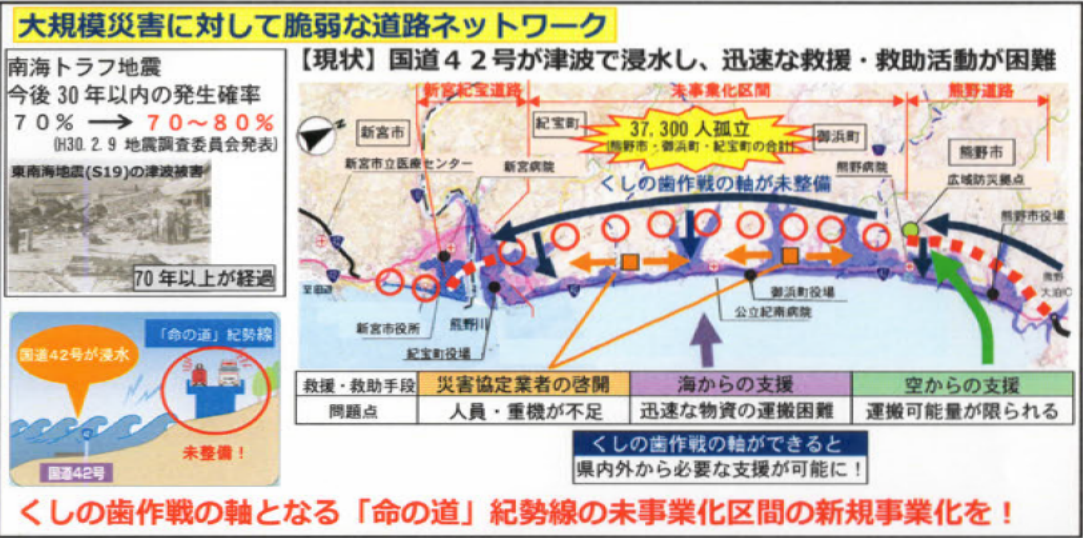 大規模災害に対して脆弱な道路ネットワーク
南海トラフ地震
今後30年以内の発生確率
70% → 70～80%
(H30.2.9 地震調査委員会発表)
東南海地震(S19)の津波被害
70年以上が経過
【現状】国道42号が津波で浸水し、迅速な救援・救助活動が困難
新宮紀宝道路
未事業化区間
熊野道路
N
新宮市
紀宝町
37.300人孤立
(熊野市・御浜町・紀宝町の合計)
御浜町
熊野市
新宮市立医療センター
新宮病院
熊野病院
広域防災拠点
くしの歯作戦の軸が未整備
熊野市役場
熊野
大泊IC
新宮市役所
熊野川
紀宝町役場
御浜町役場
公立紀南病院
「命の道」紀勢線
国道42号が浸水
未整備！
国道42号
救援・救助手段 災害協定業者の啓開 海からの支援 空からの支援
問題点 人員・重機が不足 迅速な物資の運搬困難 運搬可能量が限られる
くしの歯作戦の軸ができると
県内外から必要な支援が可能に！
くしの歯作戦の軸となる「命の道」紀勢線の未事業化区間の新規事業化を！